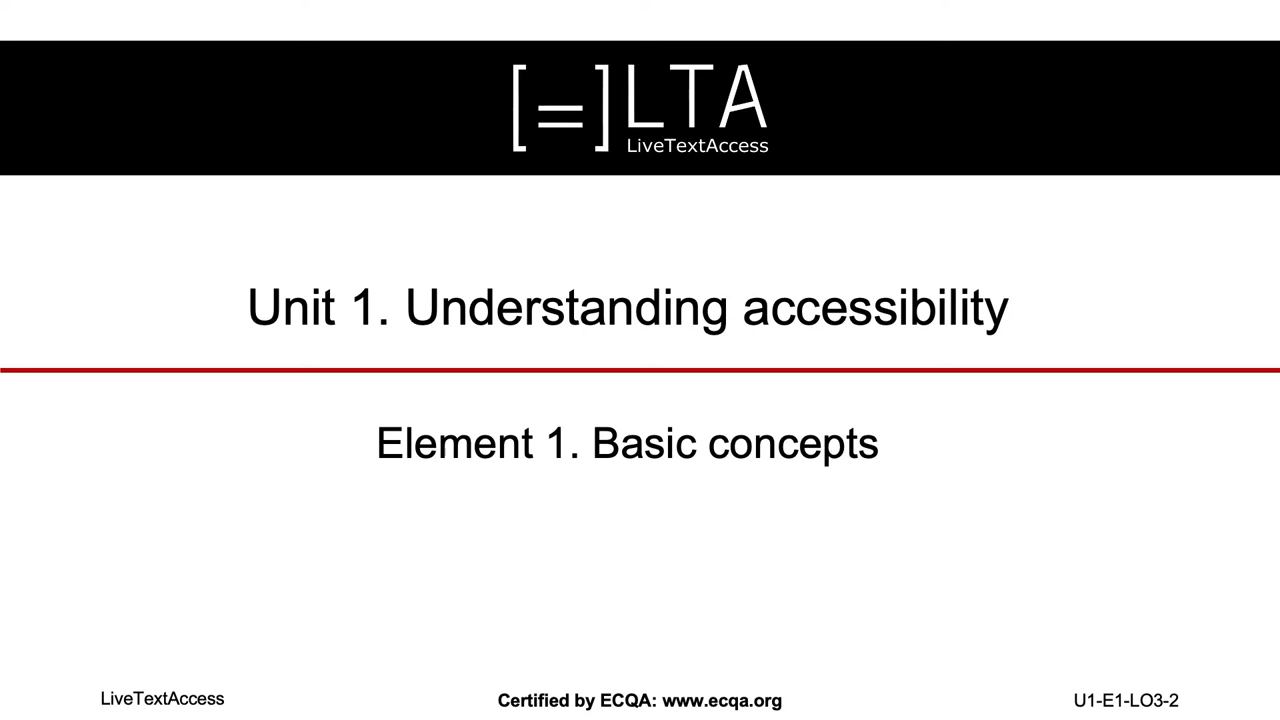 [=] LTA
LiveTextAccess
Unit 1. Understanding accessibility
Element 1. Basic concepts
LiveTextAccess
Certified by ECQA: www.ecqa.org
U1-E1-LO3-2